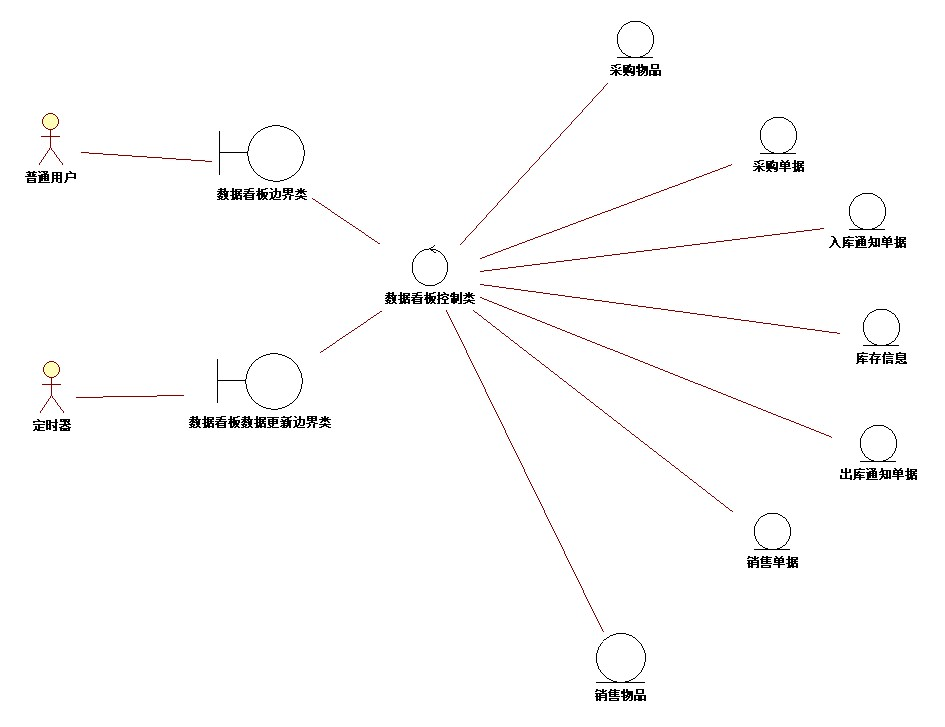 采购物品
采购单据
普通用户
数据看板边界类
入库通知单据
数据看板控制类
库存信息
定时器
数据看板数据更新边界类
出库通知单据
销售单据
销售物品